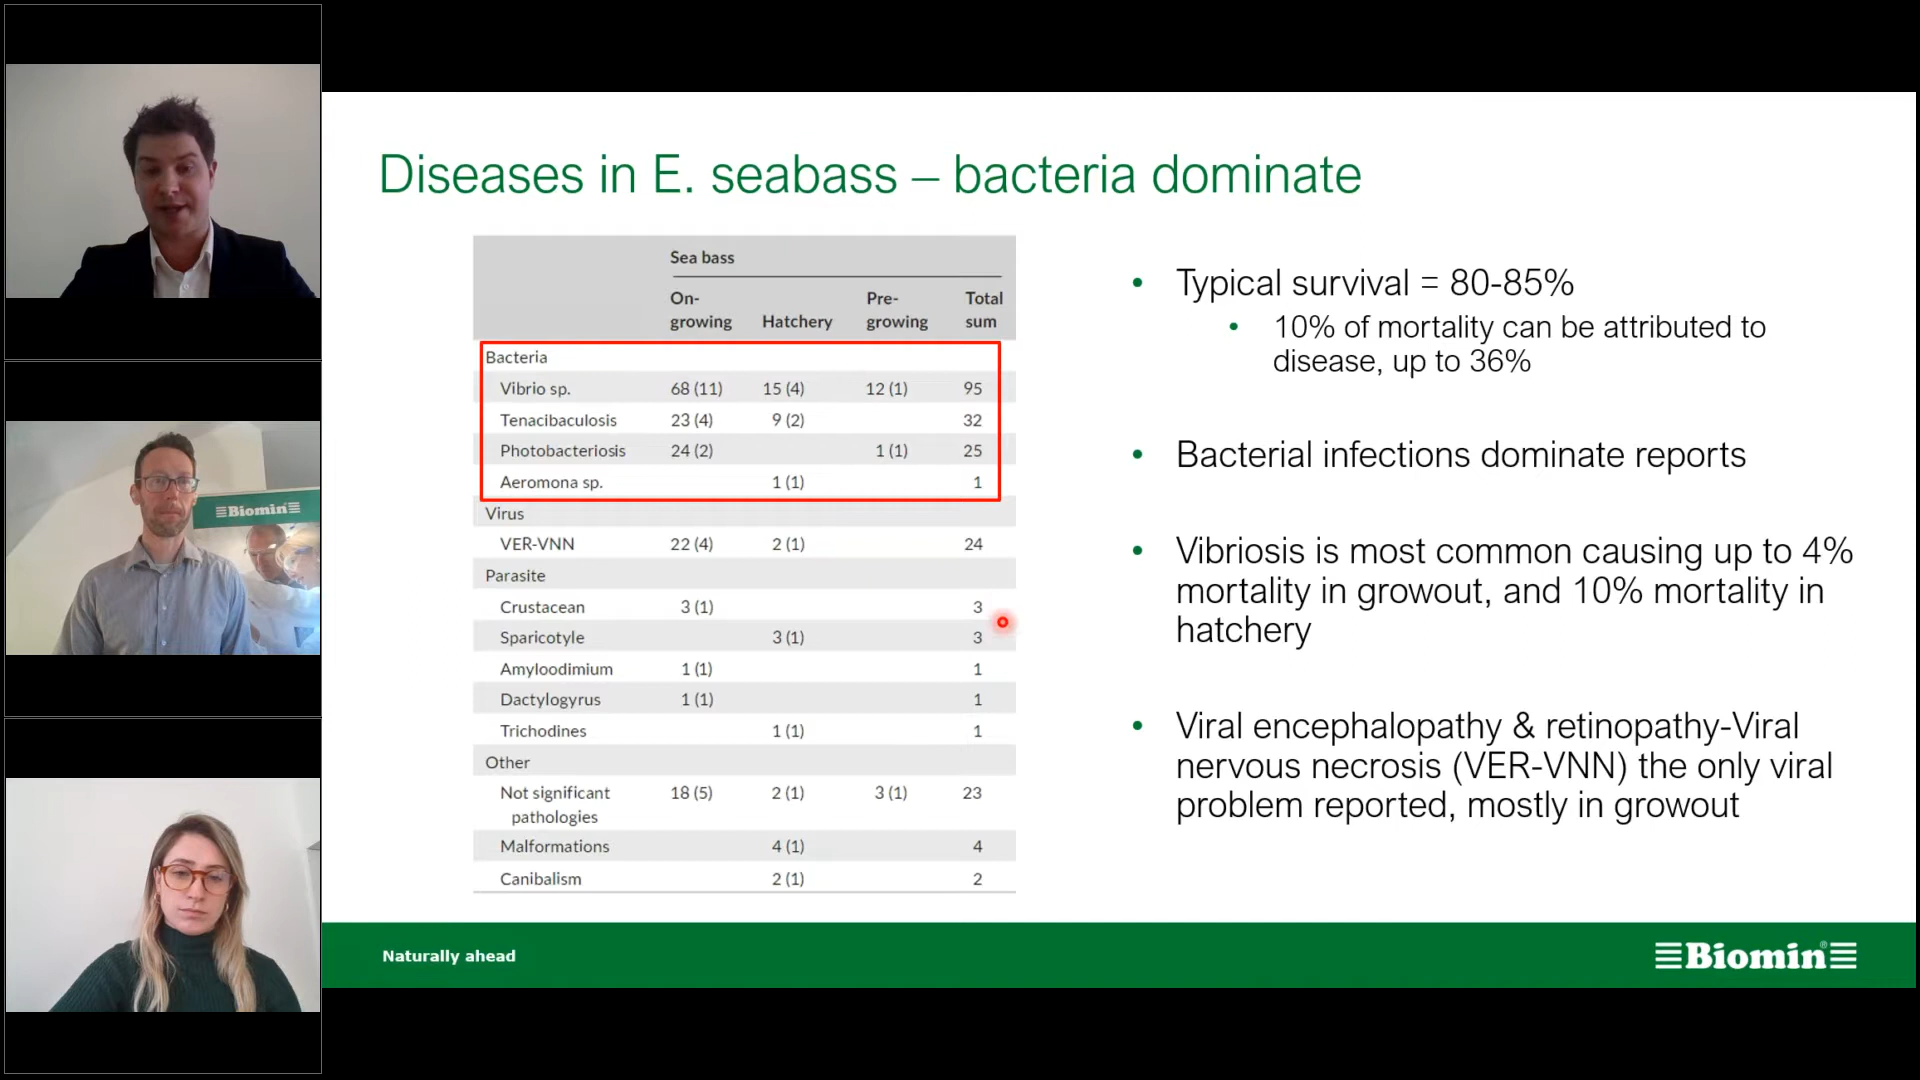 Biomin
Diseases in E. seabass – bacteria dominate
Sea bass
On-growing Hatchery Pre-growing Total sum
Bacteria
Vibrio sp. 68 (11) 15 (4) 12 (1) 95
Tenacibaculosis 23 (4) 9 (2) 32
Photobacteriosis 24 (2) 1 (1) 25
Aeromona sp. 1 (1) 1
Virus
VER-VNN 22 (4) 2 (1) 24
Parasite
Crustacean 3 (1) 3
Sparicotyle 3 (1) 3
Amyloodimium 1 (1) 1
Dactylogyrus 1 (1) 1
Trichodines 1 (1) 1
Other
Not significant 18 (5) 2 (1) 3 (1) 23
pathologies
Malformations 4 (1) 4
Canibalism 2 (1) 2
• Typical survival = 80-85%
• 10% of mortality can be attributed to
disease, up to 36%
• Bacterial infections dominate reports
• Vibriosis is most common causing up to 4%
mortality in growout, and 10% mortality in
hatchery
• Viral encephalopathy & retinopathy-Viral
nervous necrosis (VER-VNN) the only viral
problem reported, mostly in growout
Naturally ahead
Biomin®